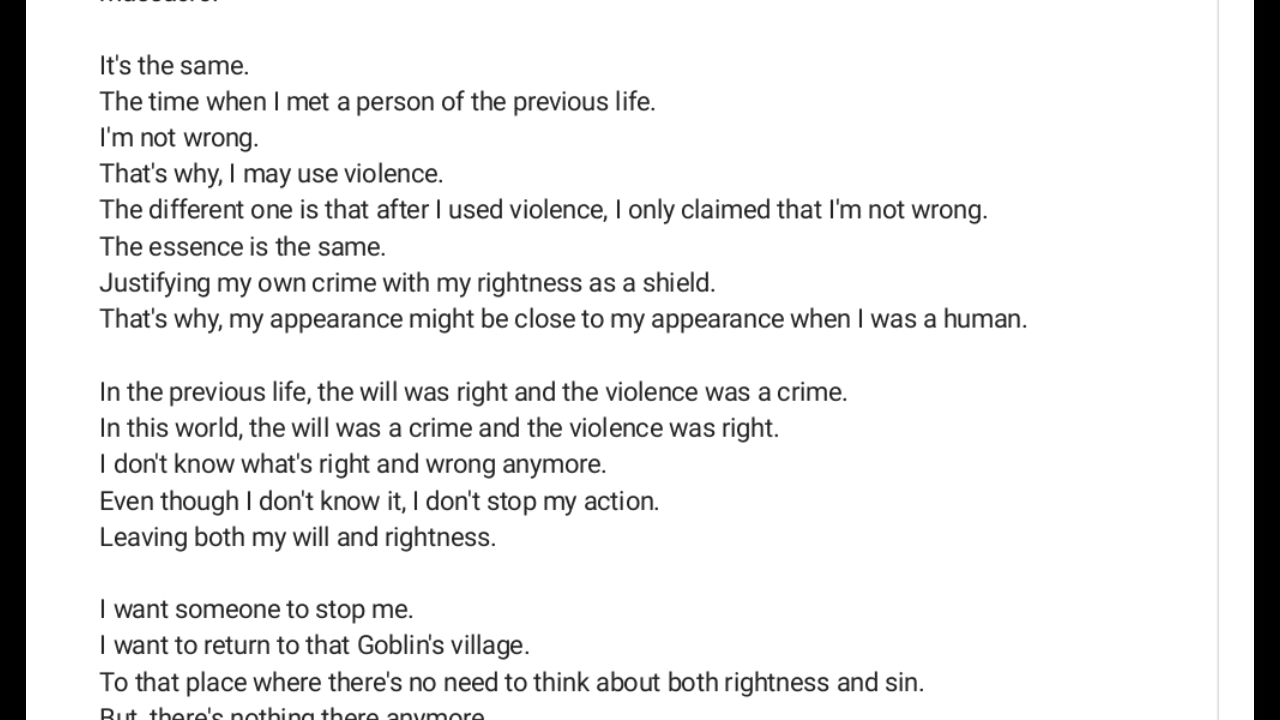 It's the same.
The time when I met a person of the previous life.
I'm not wrong.
That's why, I may use violence.
The different one is that after I used violence, I only claimed that I'm not wrong.
The essence is the same.
Justifying my own crime with my rightness as a shield.
That's why, my appearance might be close to my appearance when I was a human.
In the previous life, the will was right and the violence was a crime.
In this world, the will was a crime and the violence was right.
I don't know what's right and wrong anymore.
Even though I don't know it, I don't stop my action.
Leaving both my will and rightness.
I want someone to stop me.
I want to return to that Goblin's village.
To that place where there's no need to think about both rightness and sin.
But, there's nothing there anymore.